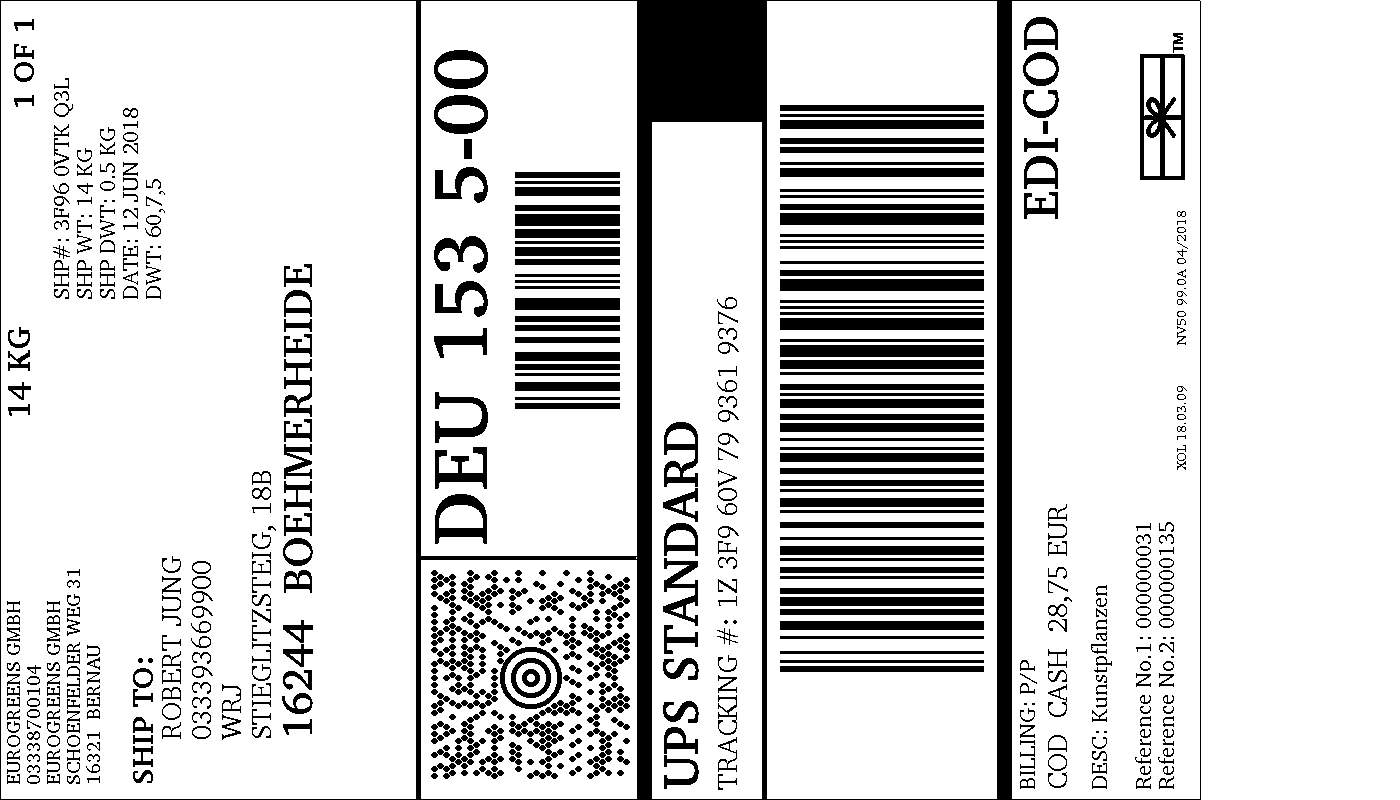 EUROGREENS GMBH
03338700104
EUROGREENS GMBH
SCHOENFELDER WEG 31
16321 BERNAU
14 KG
1 OF 1
SHP#: 3F96 0VTK Q3L
SHP WT: 14 KG
SHP DWT: 0.5 KG
DATE: 12 JUN 2018
DWT: 60,7,5
SHIP TO:
ROBERT JUNG
033393669900
WRJ
STIEGLITZSTEIG, 18B
16244 BOEHMERHEIDE
DEU 153 5-00
UPS STANDARD
TRACKING #: 1Z 3F9 60V 79 9361 9376
BILLING: P/P
COD CASH 28,75 EUR
EDI-COD
DESC: Kunstpflanzen
Reference No.1: 0000000031
Reference No.2: 000000135
XOL 18.03.09 NV50 99.0A 04/2018
TM